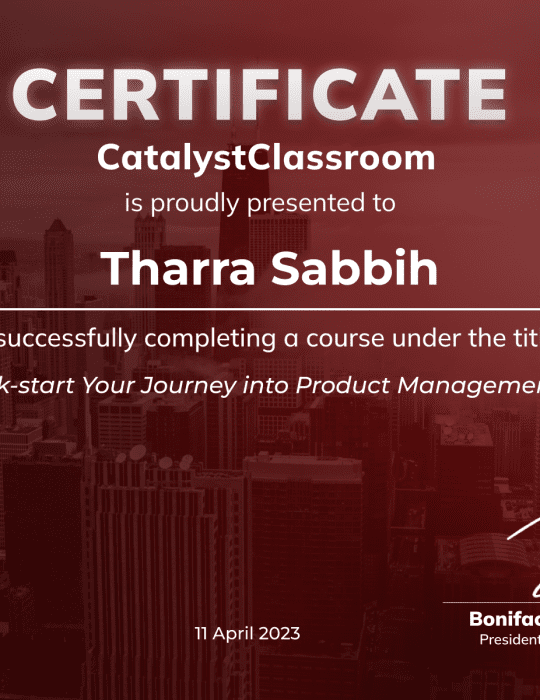 CERTIFICATE
CatalystClassroom
is proudly presented to
Tharra Sabbih
successfully completing a course under the tit
k-start Your Journey into Product Managemen
Bonifac
11 April 2023
President